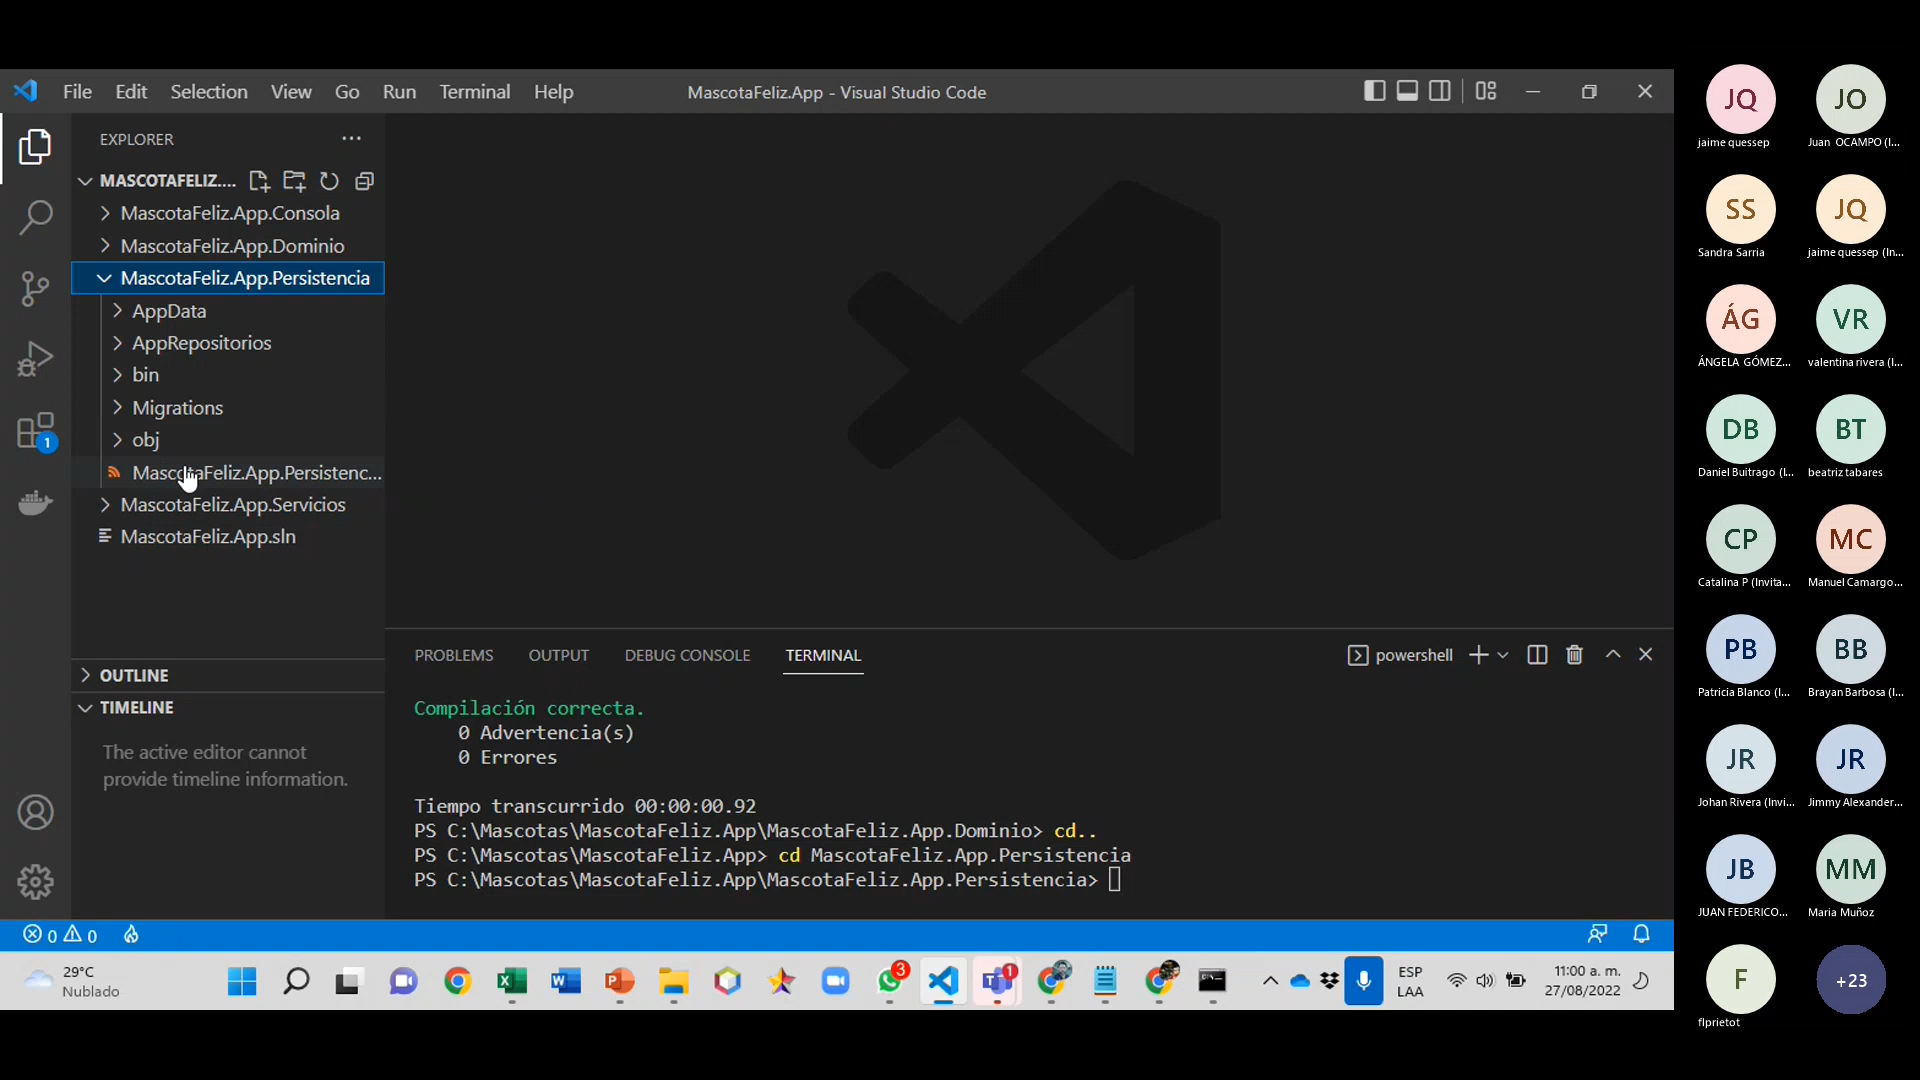 File Edit Selection View Go Run Terminal Help
MascotaFeliz.App - Visual Studio Code
EXPLORER
MASCOTAFELIZ....
MascotaFeliz.App.Consola
MascotaFeliz.App.Dominio
MascotaFeliz.App.Persistencia
AppData
AppRepositorios
bin
Migrations
obj
MascotaFeliz.App.Persistenc...
MascotaFeliz.App.Servicios
MascotaFeliz.App.sln
1
OUTLINE
TIMELINE
The active editor cannot
provide timeline information.
PROBLEMS OUTPUT DEBUG CONSOLE TERMINAL
powershell
Compilación correcta.
0 Advertencia(s)
0 Errores
Tiempo transcurrido 00:00:00.92
PS C:\Mascotas\MascotaFeliz.App\MascotaFeliz.App.Dominio> cd..
PS C:\Mascotas\MascotaFeliz.App> cd MascotaFeliz.App.Persistencia
PS C:\Mascotas\MascotaFeliz.App\MascotaFeliz.App.Persistencia>
0 0
29°C
Nublado
3
1
ESP
LAA
11:00 a. m.
27/08/2022
JQ JO
jaime quessep Juan OCAMPO (I...
SS JQ
Sandra Sarria jaime quessep (In...
ÁG VR
ÁNGELA GÓMEZ... valentina rivera (I...
DB BT
Daniel Buitrago (I... beatriz tabares
CP MC
Catalina P (Invita... Manuel Camargo...
PB BB
Patricia Blanco (I... Brayan Barbosa (I...
JR JR
Johan Rivera (Invi... Jimmy Alexander...
JB MM
JUAN FEDERICO... Maria Muñoz
F +23
flprietot